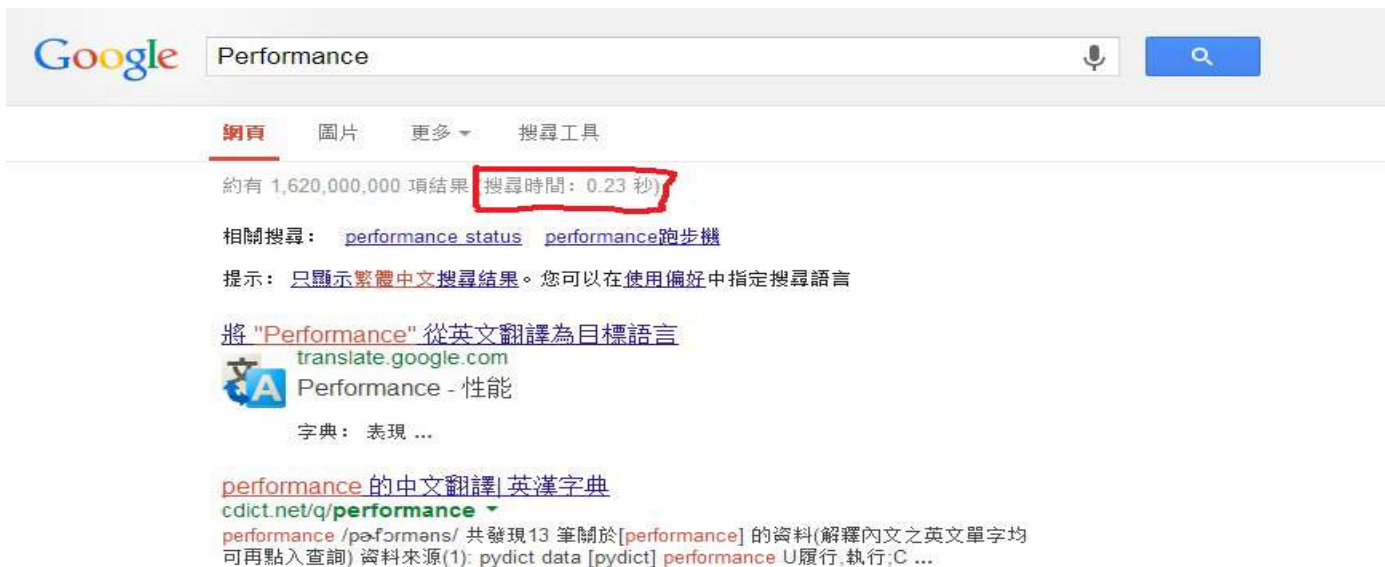 Google Performance
網頁 圖片 更多 搜尋工具
約有 1,620,000,000 項結果 (搜尋時間：0.23 秒)
相關搜尋： performance status performance跑步機
提示： 只顯示繁體中文搜尋結果。您可以在使用偏好中指定搜尋語言
將 "Performance" 從英文翻譯為目標語言
translate.google.com
文 A
Performance - 性能
字典： 表現 ...
performance 的中文翻譯| 英漢字典
cdict.net/q/performance
performance /pɚˈfɔrməns/ 共發現13 筆關於[performance] 的資料(解釋內文之英文單字均
可再點入查詢) 資料來源(1): pydict data [pydict] performance U履行,執行;C ...